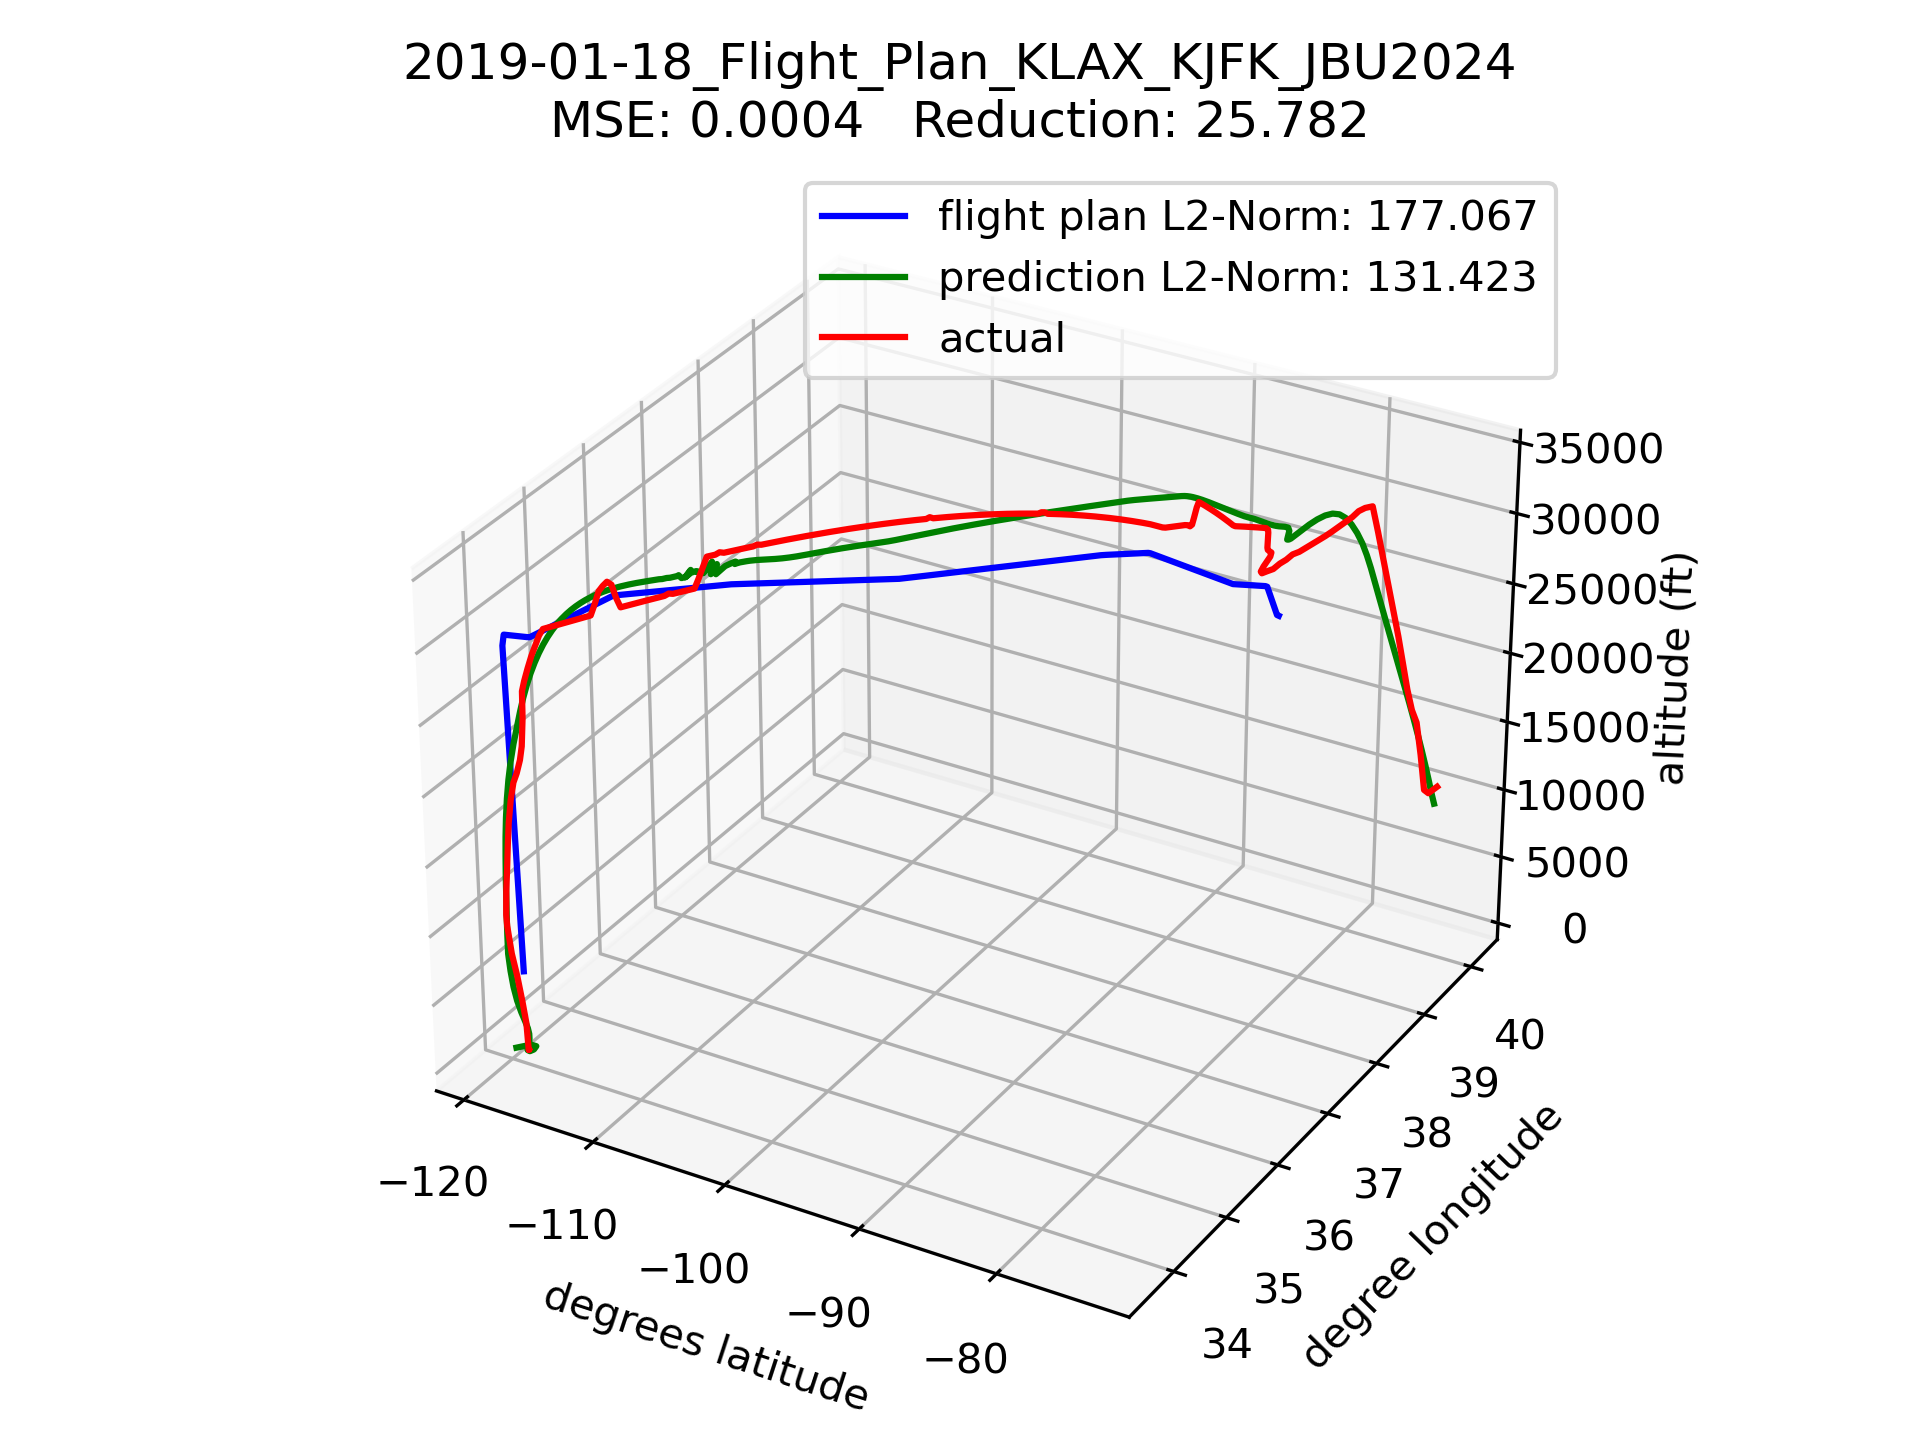 2019-01-18_Flight_Plan_KLAX_KJFK_JBU2024
MSE: 0.0004   Reduction: 25.782
flight plan L2-Norm: 177.067
prediction L2-Norm: 131.423
actual
35000
30000
25000
20000
15000
10000
5000
0
altitude (ft)
40
39
38
37
36
35
34
degree longitude
−120
−110
−100
−90
−80
degrees latitude